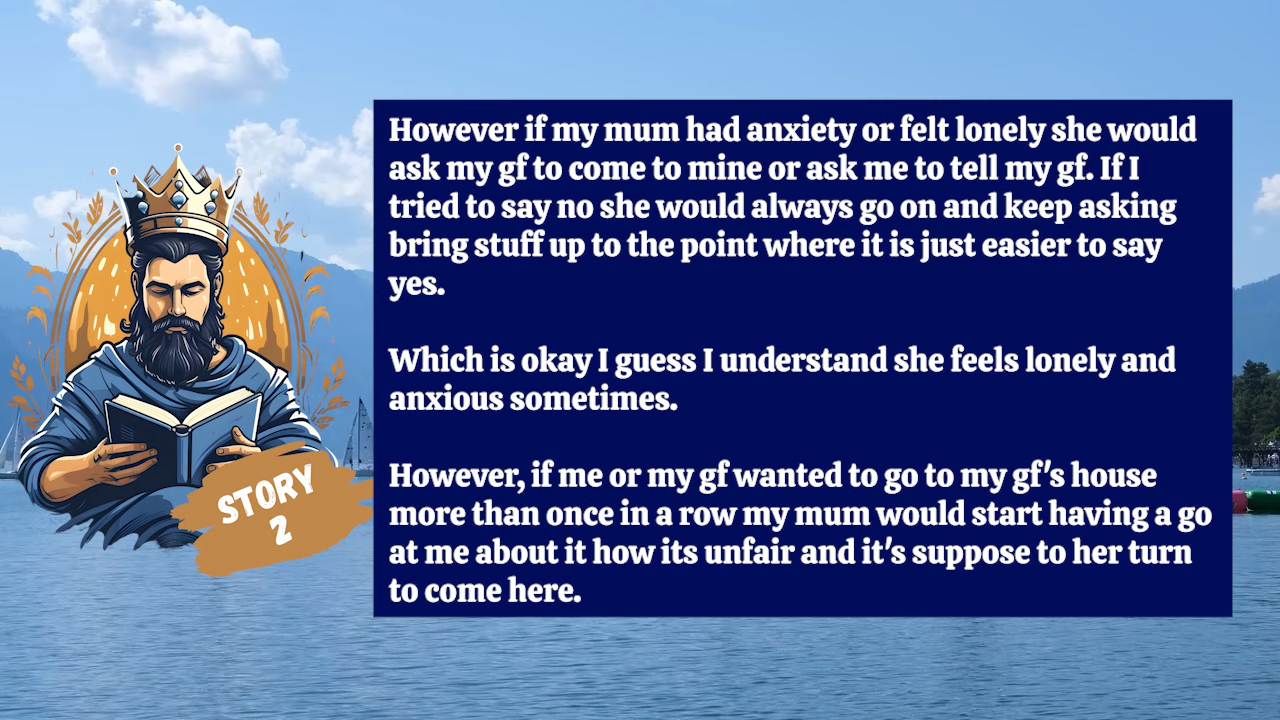 However if my mum had anxiety or felt lonely she would
ask my gf to come to mine or ask me to tell my gf. If I
tried to say no she would always go on and keep asking
bring stuff up to the point where it is just easier to say
yes.
Which is okay I guess I understand she feels lonely and
anxious sometimes.
However, if me or my gf wanted to go to my gf's house
more than once in a row my mum would start having a go
at me about it how its unfair and it's suppose to her turn
to come here.
STORY
2